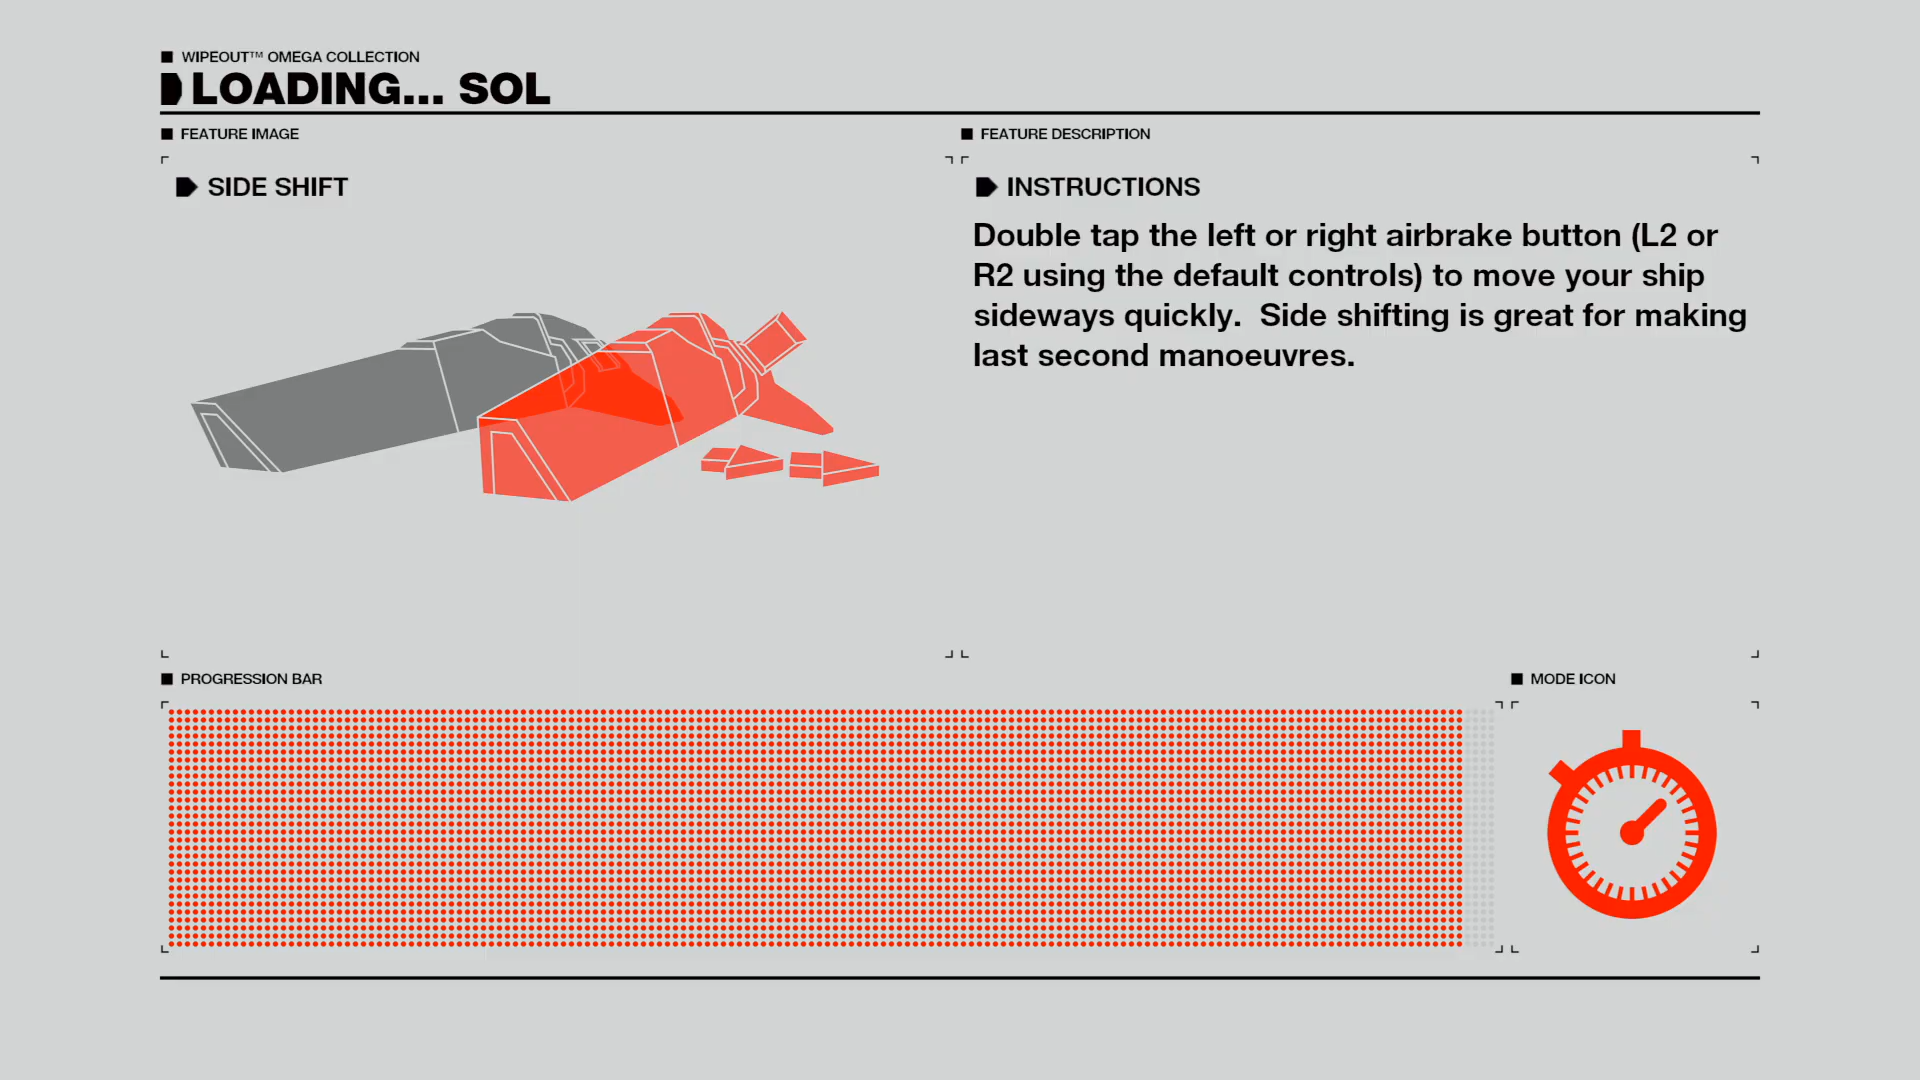 WIPEOUT™ OMEGA COLLECTION
LOADING... SOL
FEATURE IMAGE
SIDE SHIFT
FEATURE DESCRIPTION
INSTRUCTIONS
Double tap the left or right airbrake button (L2 or
R2 using the default controls) to move your ship
sideways quickly.  Side shifting is great for making
last second manoeuvres.
PROGRESSION BAR
MODE ICON